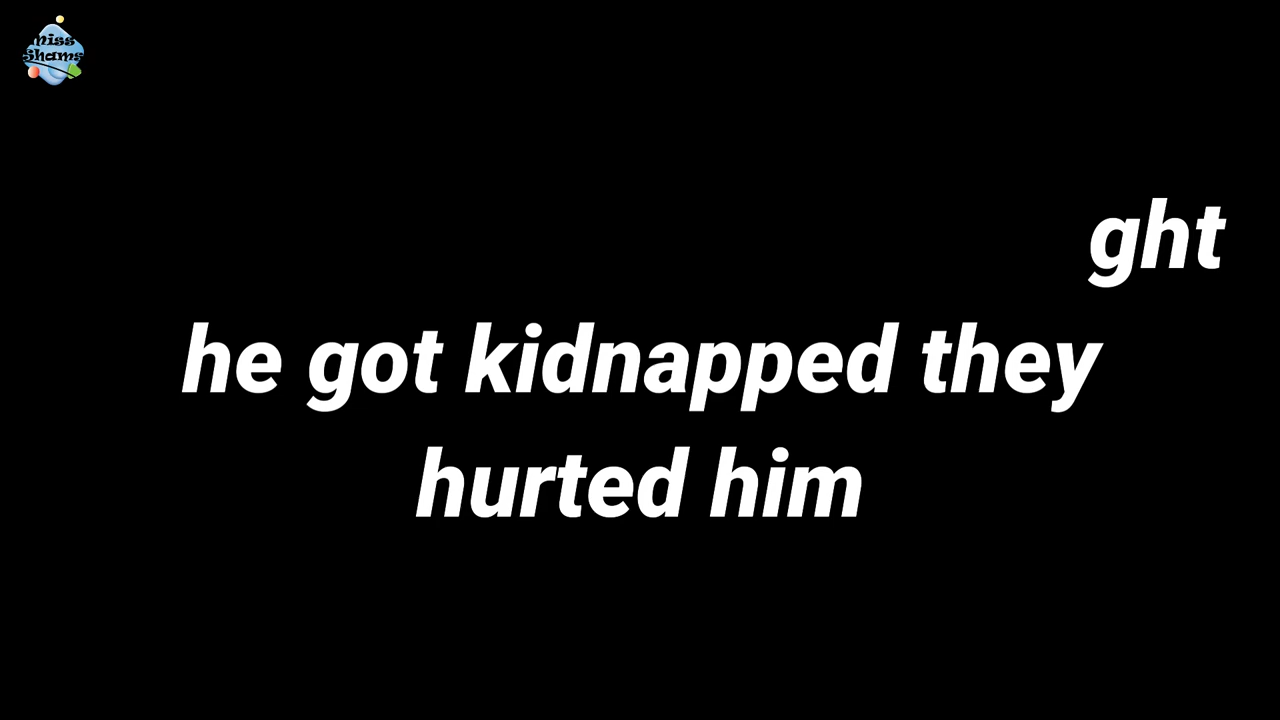 Miss
Shams
ght
he got kidnapped they
hurted him